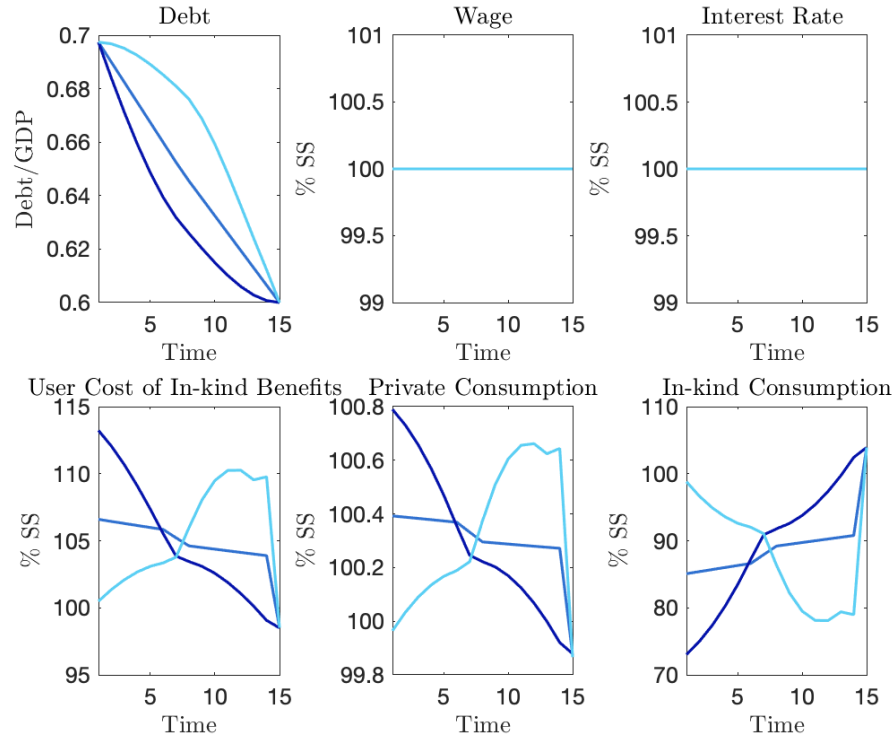 Debt
Wage
Interest Rate
Debt/GDP
0.7
0.68
0.66
0.64
0.62
0.6
5
10
15
Time
% SS
101
100.5
100
99.5
99
5
10
15
Time
% SS
101
100.5
100
99.5
99
5
10
15
Time
User Cost of In-kind Benefits
Private Consumption
In-kind Consumption
% SS
115
110
105
100
95
5
10
15
Time
% SS
100.8
100.6
100.4
100.2
100
99.8
5
10
15
Time
% SS
110
100
90
80
70
5
10
15
Time